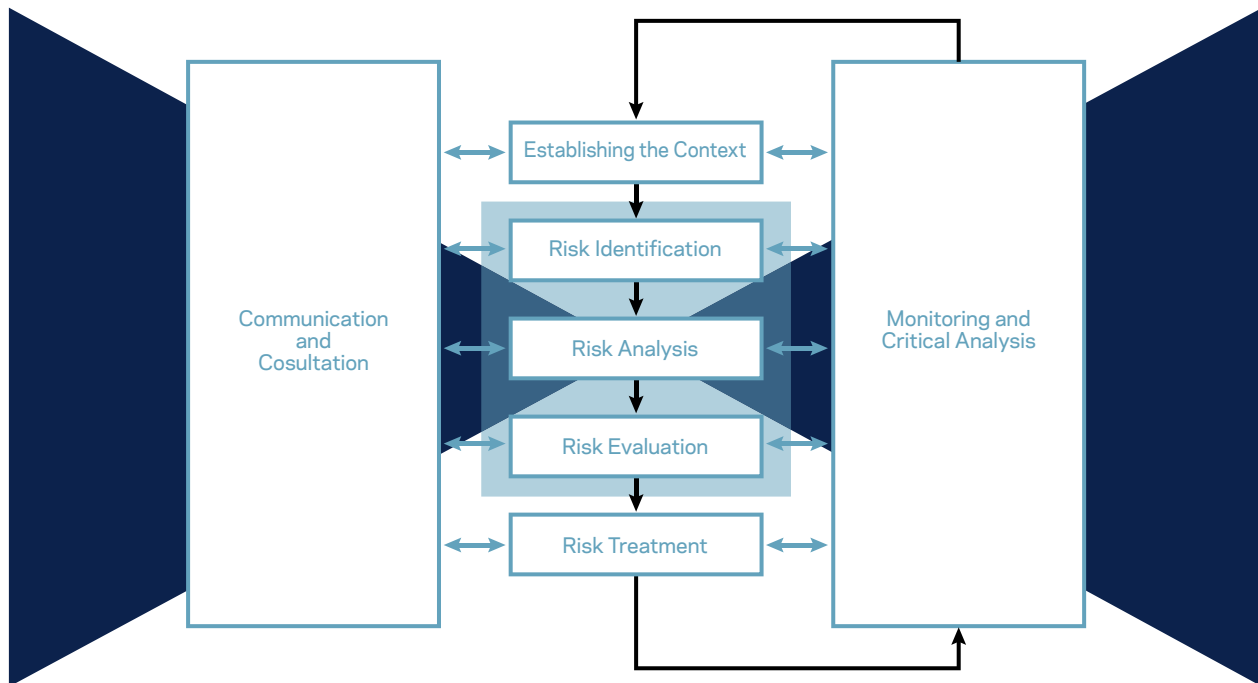 Establishing the Context
Risk Identification
Communication
and
Cosultation
Risk Analysis
Monitoring and
Critical Analysis
Risk Evaluation
Risk Treatment